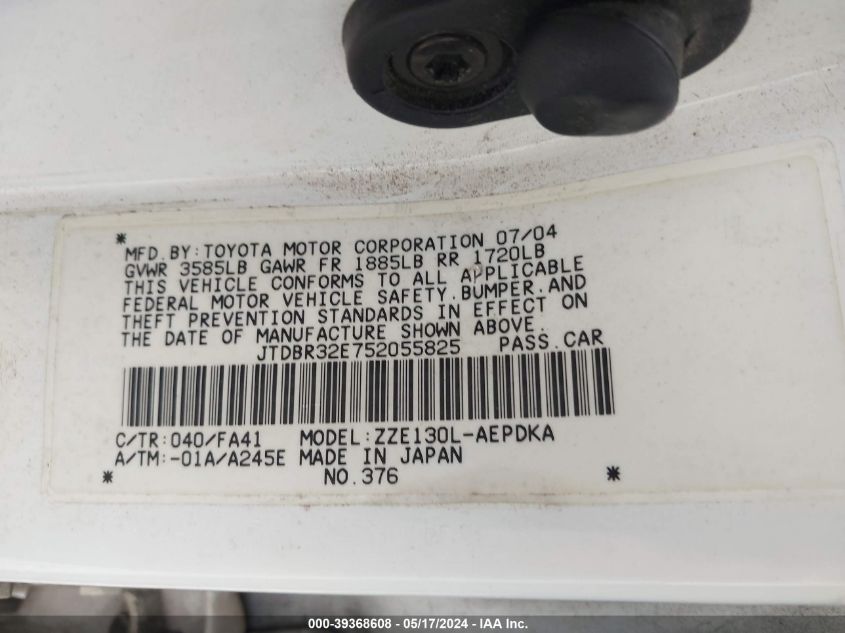 *
MFD.BY:TOYOTA MOTOR CORPORATION 07/04
GVWR 3585LB GAWR FR 1885LB RR 1720LB
THIS VEHICLE CONFORMS TO ALL APPLICABLE
FEDERAL MOTOR VEHICLE SAFETY.BUMPER.AND
THEFT PREVENTION STANDARDS IN EFFECT ON
THE DATE OF MANUFACTURE SHOWN ABOVE.
JTDBR32E752055825 PASS.CAR
C/TR:040/FA41 MODEL:ZZE130L-AEPDKA
A/TM:-01A/A245E MADE IN JAPAN
* NO.376 *
000-39368608 - 05/17/2024 - IAA Inc.